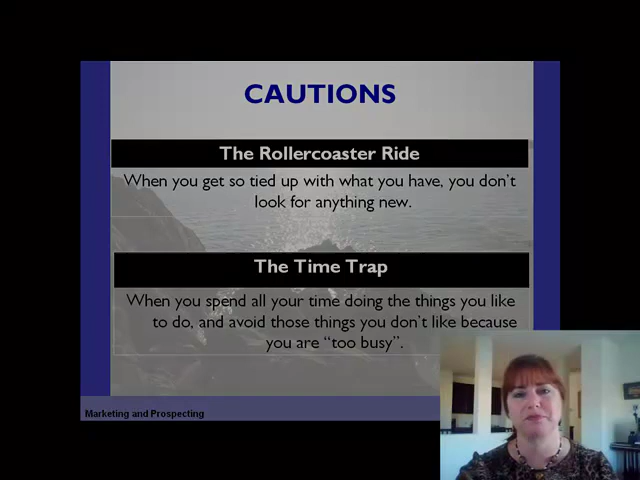 CAUTIONS
The Rollercoaster Ride
When you get so tied up with what you have, you don't
look for anything new.
The Time Trap
When you spend all your time doing the things you like
to do, and avoid those things you don't like because
you are “too busy”.
Marketing and Prospecting